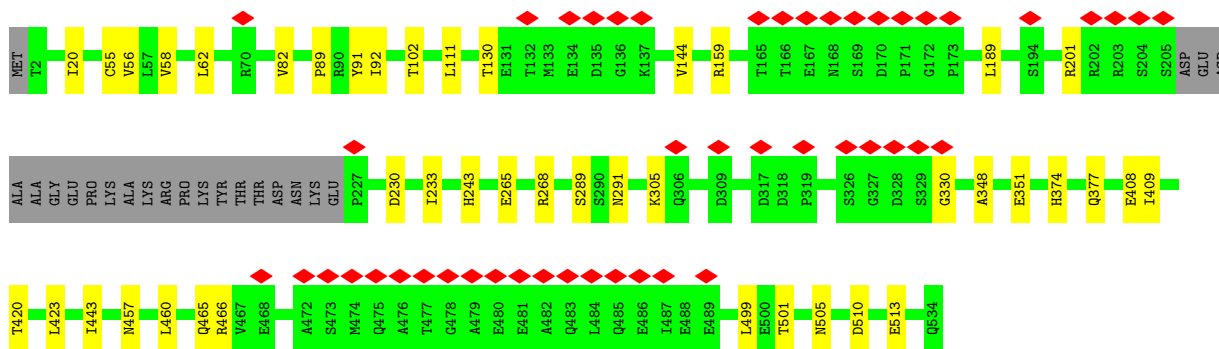 MET T2 I20 C55 V56 L57 V58 L62 R70 V82 P89 R90 Y91 I92 T102 L111 T130 E131 T132 M133 E134 D135 G136 K137 V144 R159 T165 T166 E167 N168 S169 D170 P171 G172 P173 L189 S194 R201 R202 R203 S204 S205 ASP GLU
ALA ALA GLY GLU PRO LYS ALA LYS ARG PRO LYS TYR THR THR ASP ASN LYS GLU P227 D230 I233 H243 E265 R268 S289 S290 N291 K305 Q306 D309 D317 D318 P319 S326 G327 D328 S329 G330 A348 E351 H374 Q377 E408 I409
T420 L423 I443 N457 L460 Q465 R466 V467 E468 A472 S473 M474 Q475 A476 T477 G478 A479 E480 E481 A482 Q483 L484 Q485 E486 I487 E488 E489 L499 E500 T501 N505 D510 E513 Q534